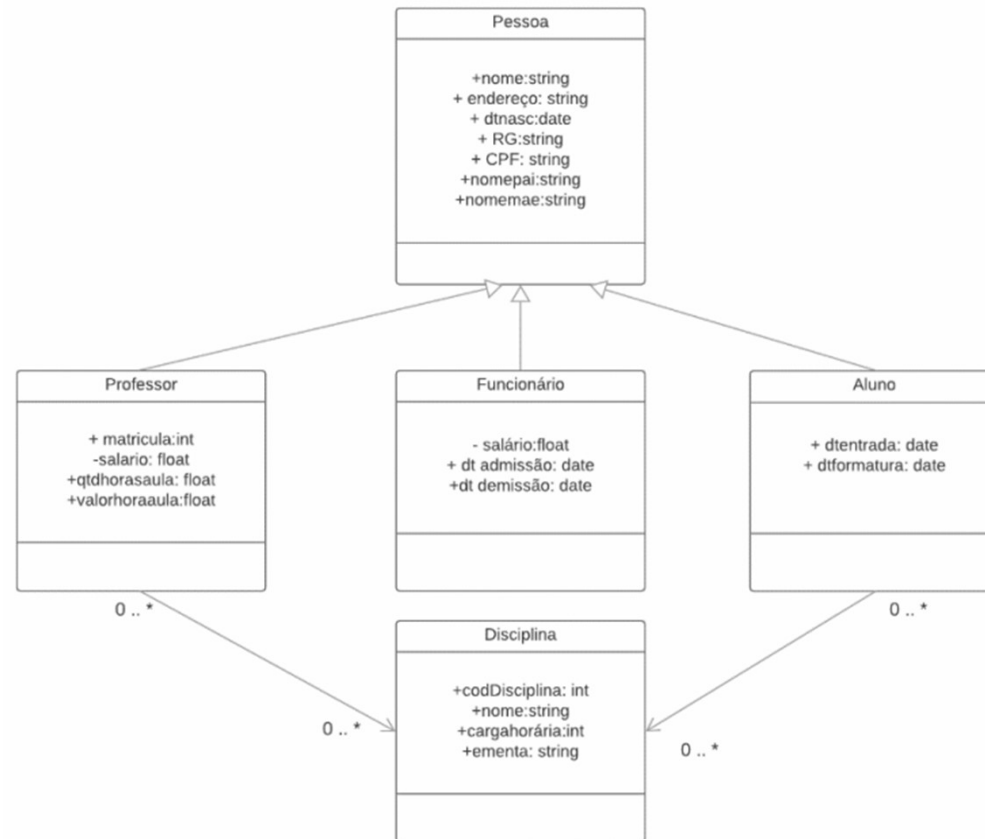 Pessoa
+nome:string
+ endereço: string
+ dtnasc:date
+ RG:string
+ CPF: string
+nomepai:string
+nomemae:string
Professor
+ matricula:int
-salario: float
+qtdhorasaula: float
+valorhoraaula:float
Funcionário
- salário:float
+ dt admissão: date
+dt demissão: date
Aluno
+ dtentrada: date
+ dtformatura: date
0 .. *
0 .. *
Disciplina
+codDisciplina: int
+nome:string
+cargahorária:int
+ementa: string
0 .. *
0 .. *